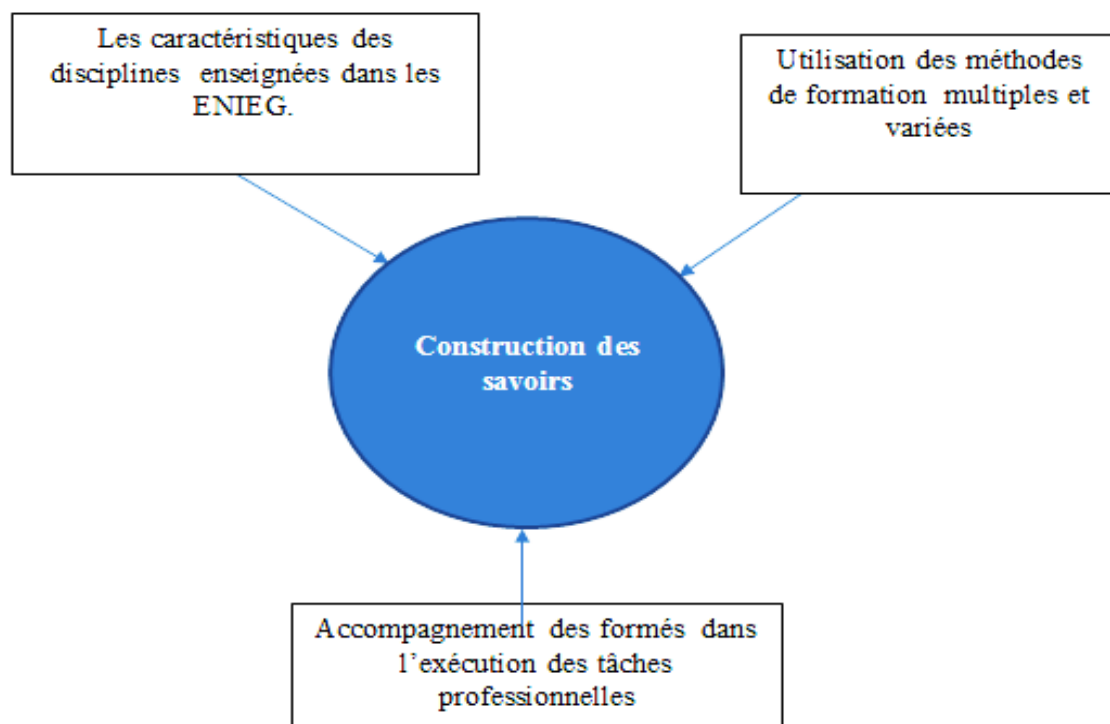 Les caractéristiques des
disciplines enseignées dans les
ENIEG.
Utilisation des méthodes
de formation multiples et
variées
Construction des
savoirs
Accompagnement des formés dans
l’exécution des tâches
professionnelles